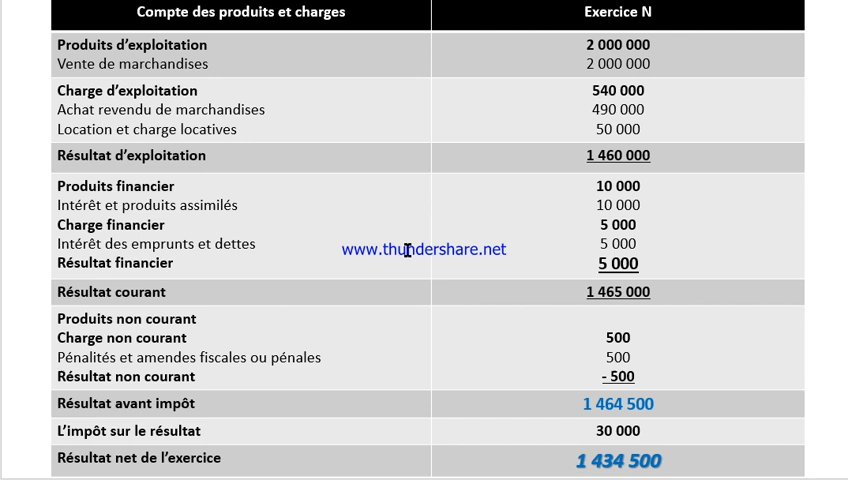 Compte des produits et charges Exercice N
Produits d’exploitation 2 000 000
Vente de marchandises 2 000 000
Charge d’exploitation 540 000
Achat revendu de marchandises 490 000
Location et charge locatives 50 000
Résultat d’exploitation 1 460 000
Produits financier 10 000
Intérêt et produits assimilés 10 000
Charge financier 5 000
Intérêt des emprunts et dettes 5 000
www.thundershare.net
Résultat financier 5 000
Résultat courant 1 465 000
Produits non courant
Charge non courant 500
Pénalités et amendes fiscales ou pénales 500
Résultat non courant - 500
Résultat avant impôt 1 464 500
L’impôt sur le résultat 30 000
Résultat net de l’exercice 1 434 500